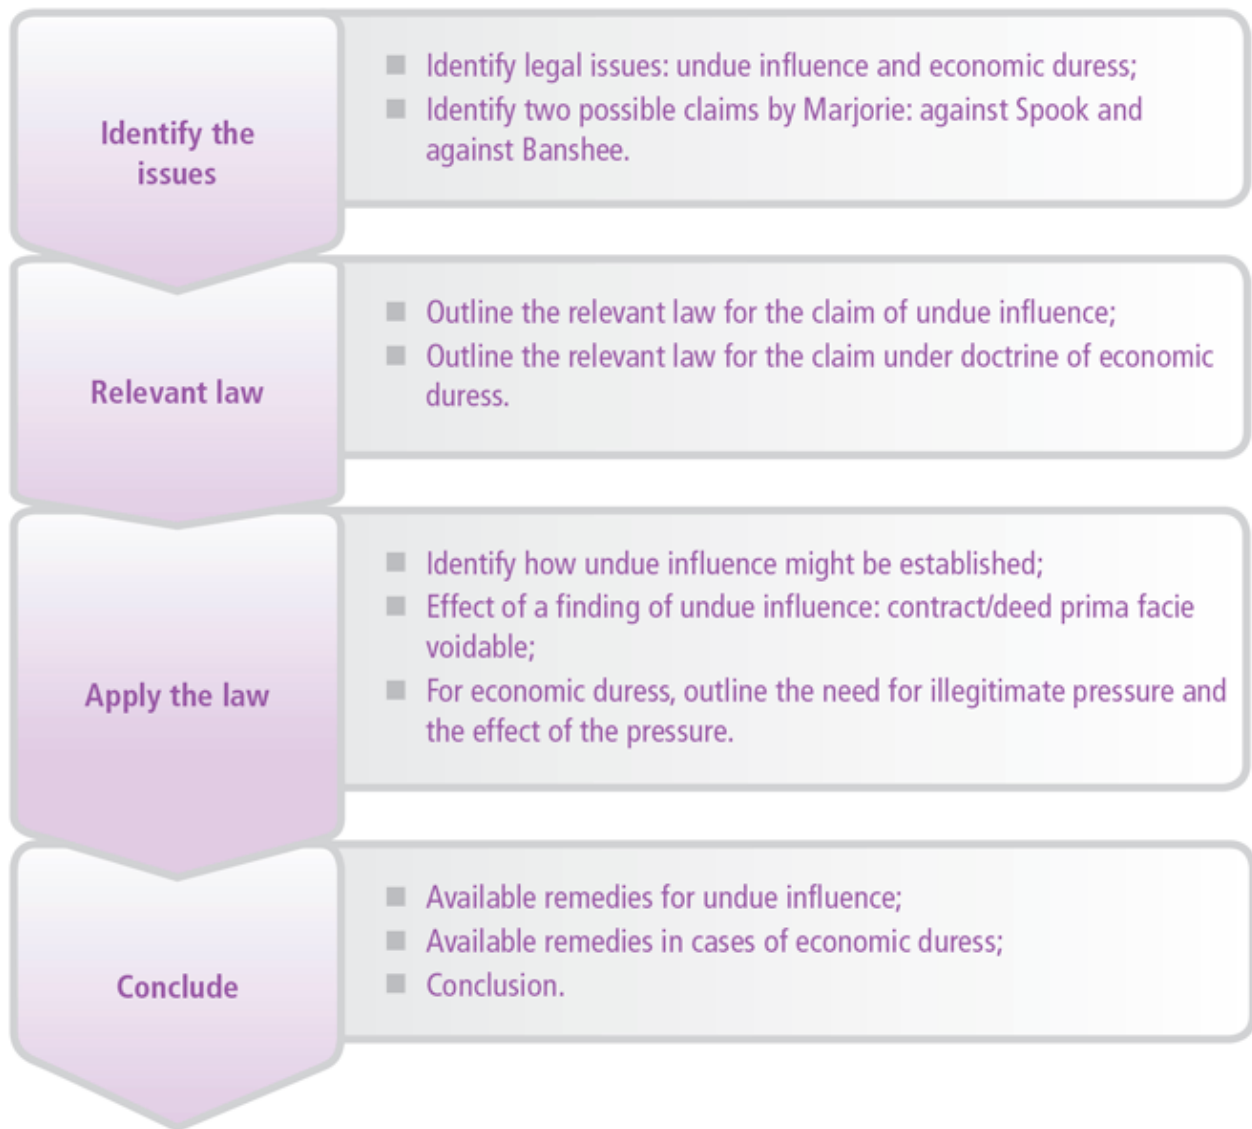 Identify the
issues
Identify legal issues: undue influence and economic duress;
Identify two possible claims by Marjorie: against Spook and
against Banshee.
Relevant law
Outline the relevant law for the claim of undue influence;
Outline the relevant law for the claim under doctrine of economic
duress.
Apply the law
Identify how undue influence might be established;
Effect of a finding of undue influence: contract/deed prima facie
voidable;
For economic duress, outline the need for illegitimate pressure and
the effect of the pressure.
Conclude
Available remedies for undue influence;
Available remedies in cases of economic duress;
Conclusion.